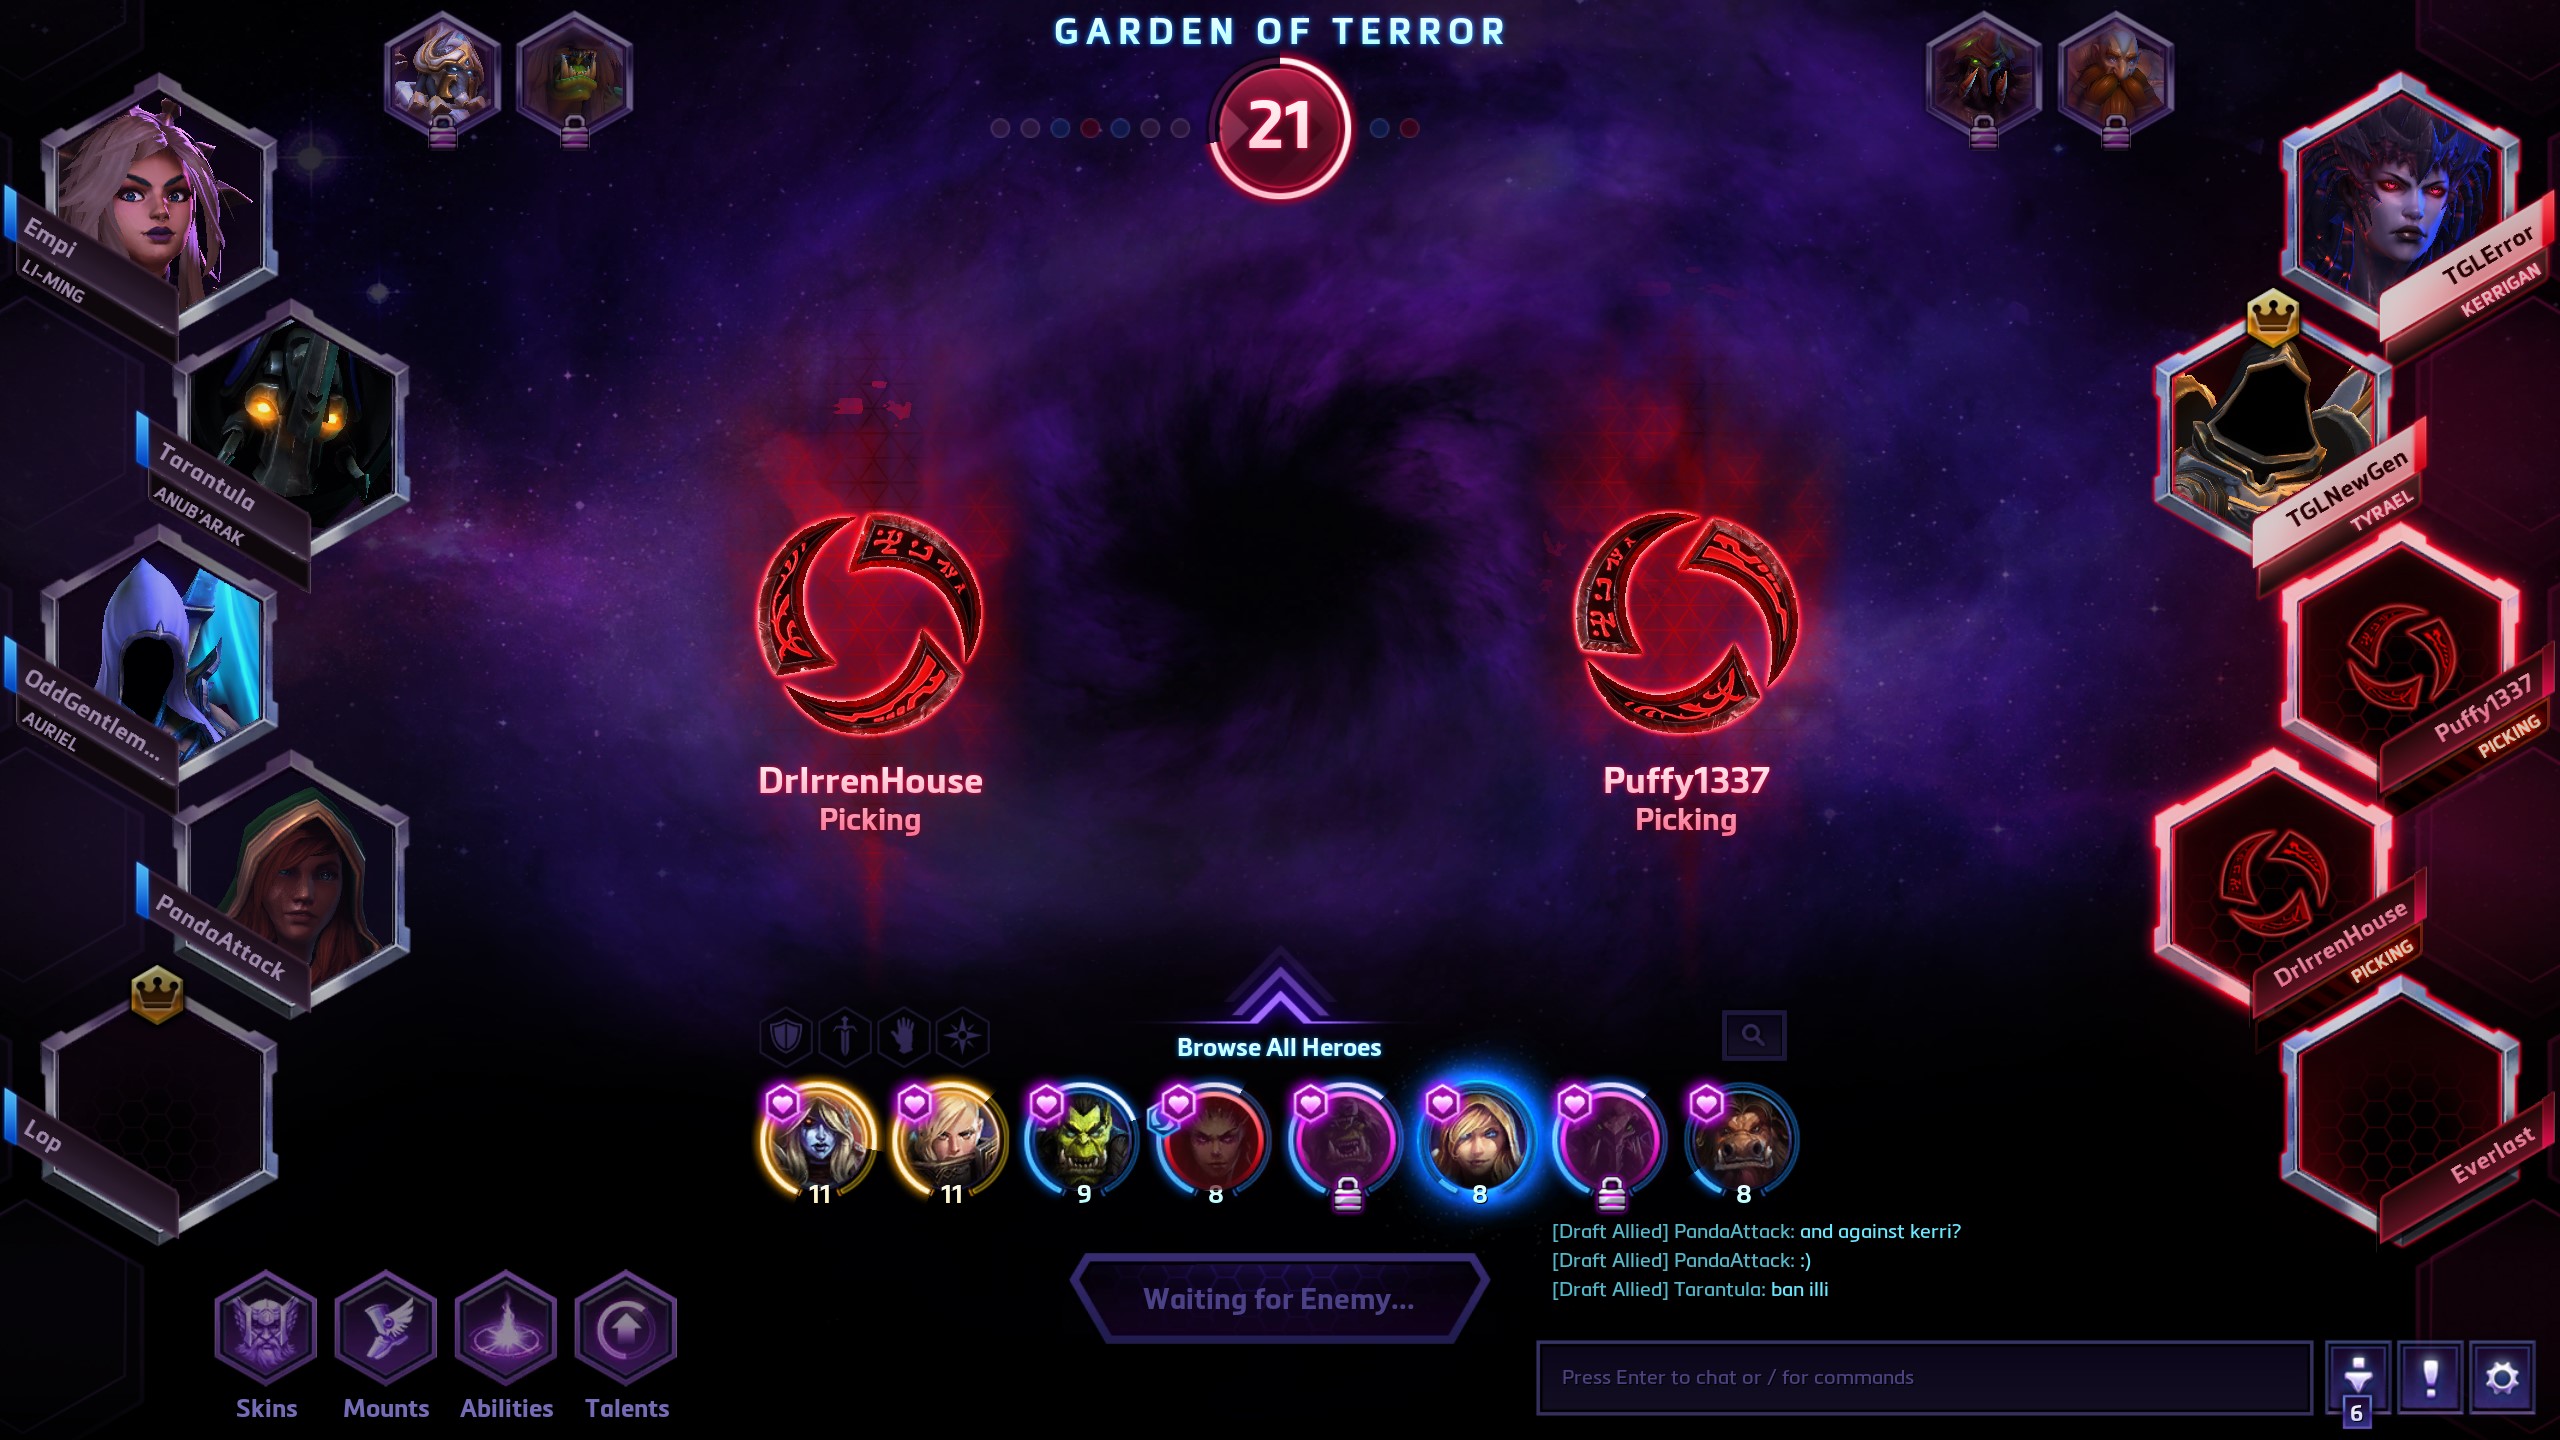 GARDEN OF TERROR
21
Empi
LI-MING
Tarantula
ANUB'ARAK
OddGentlem...
AURIEL
PandaAttack
Lop
TGLError
KERRIGAN
TGLNewGen
TYRAEL
Puffy1337
PICKING
DrIrrenHouse
PICKING
Everlast
DrIrrenHouse
Picking
Puffy1337
Picking
Browse All Heroes
11
11
9
8
8
8
[Draft Allied] PandaAttack: and against kerri?
[Draft Allied] PandaAttack: :)
[Draft Allied] Tarantula: ban illi
Waiting for Enemy...
Press Enter to chat or / for commands
6
Skins
Mounts
Abilities
Talents